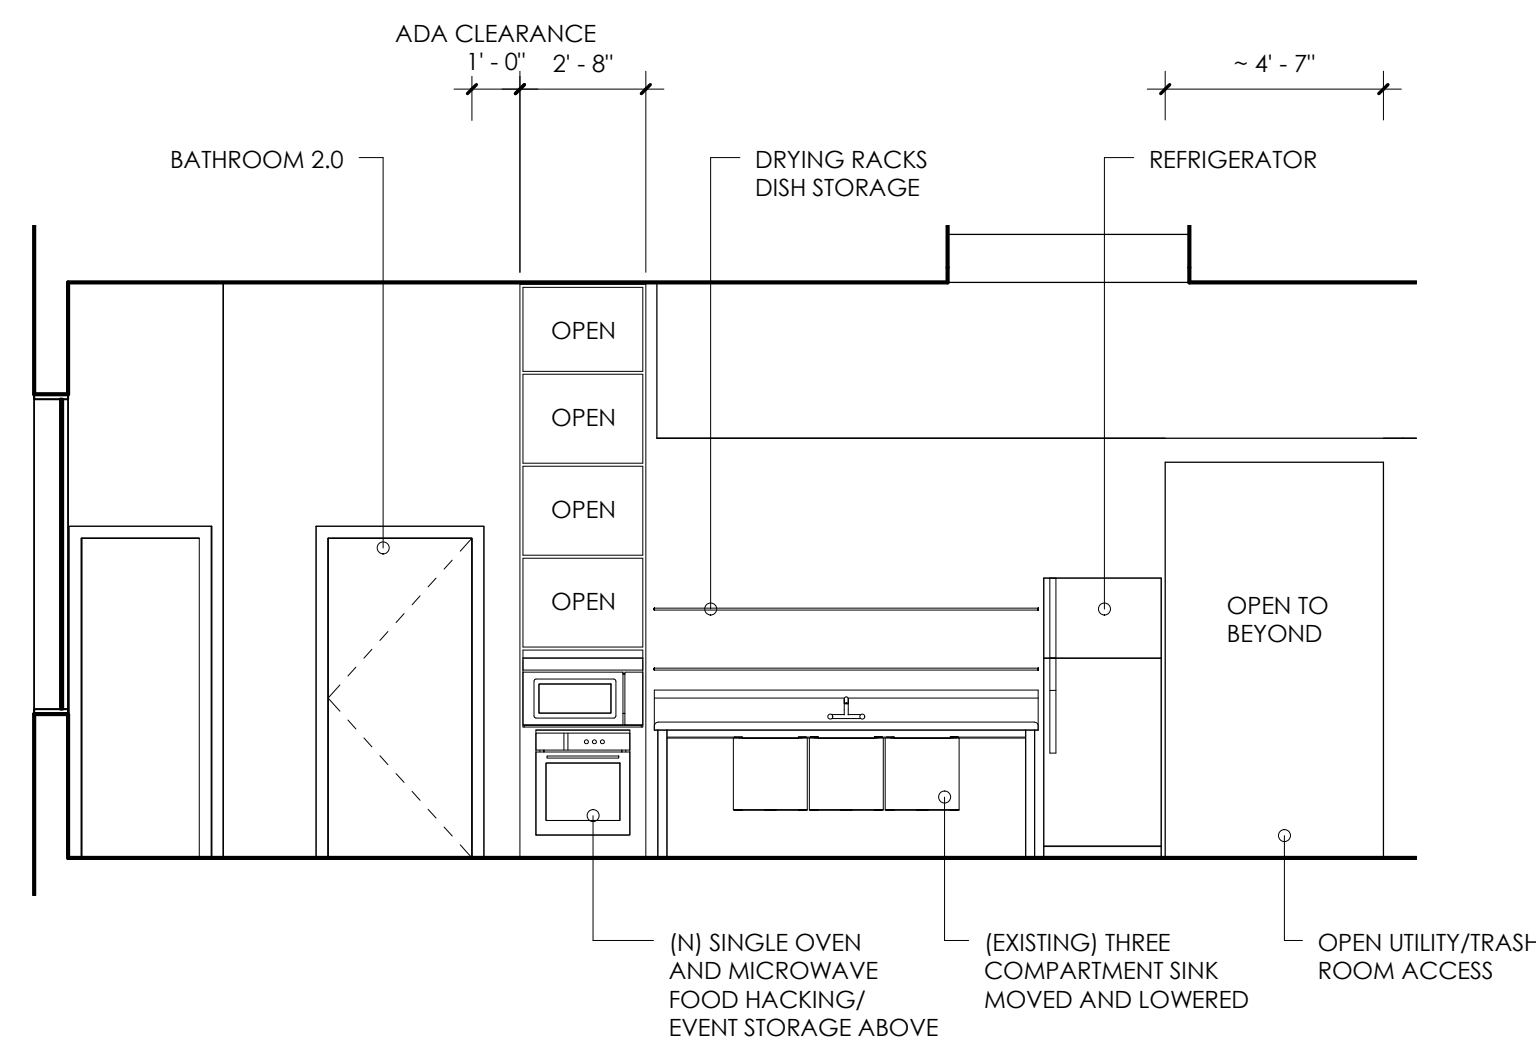 ADA CLEARANCE
1' - 0" 2' - 8"
~ 4' - 7"
BATHROOM 2.0
DRYING RACKS
DISH STORAGE
REFRIGERATOR
OPEN
OPEN
OPEN
OPEN
OPEN TO
BEYOND
(N) SINGLE OVEN
AND MICROWAVE
FOOD HACKING/
EVENT STORAGE ABOVE
(EXISTING) THREE
COMPARTMENT SINK
MOVED AND LOWERED
OPEN UTILITY/TRASH
ROOM ACCESS